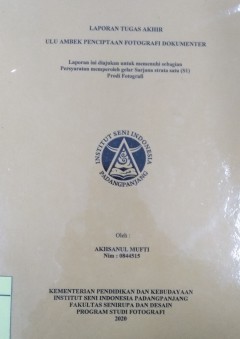 LAPORAN TUGAS AKHIR
ULU AMBEK PENCIPTAAN FOTOGRAFI DOKUMENTER
Laporan ini diajukan untuk memenuhi sebagian
Persyaratan memperoleh gelar Sarjana strata satu (S1)
Prodi Fotografi
INSTITUT SENI INDONESIA
PADANGPANJANG
Oleh :
AKHSANUL MUFTI
Nim : 0844515
KEMENTERIAN PENDIDIKAN DAN KEBUDAYAAN
INSTITUT SENI INDONESIA PADANGPANJANG
FAKULTAS SENIRUPA DAN DESAIN
PROGRAM STUDI FOTOGRAFI
2020